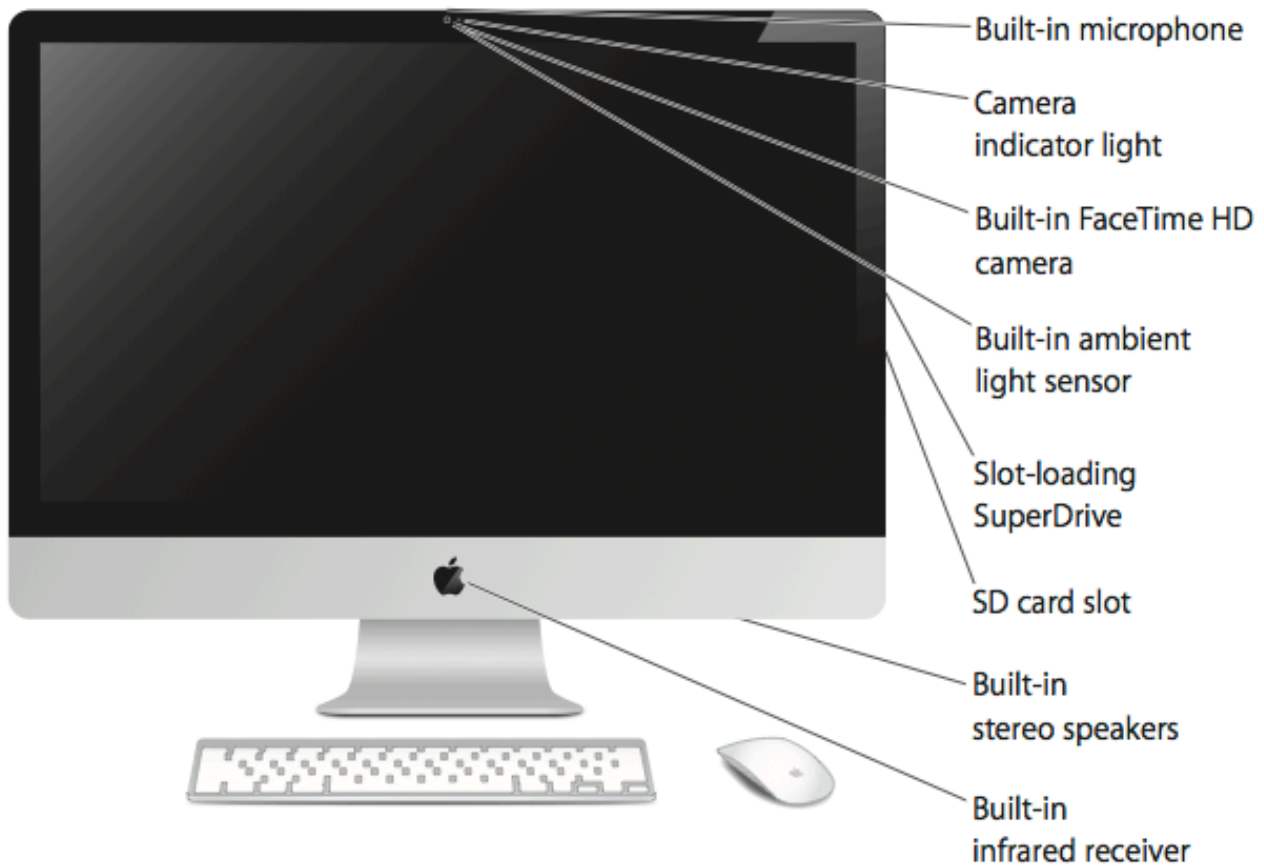 Built-in microphone
Camera
indicator light
Built-in FaceTime HD
camera
Built-in ambient
light sensor
Slot-loading
SuperDrive
SD card slot
Built-in
stereo speakers
Built-in
infrared receiver